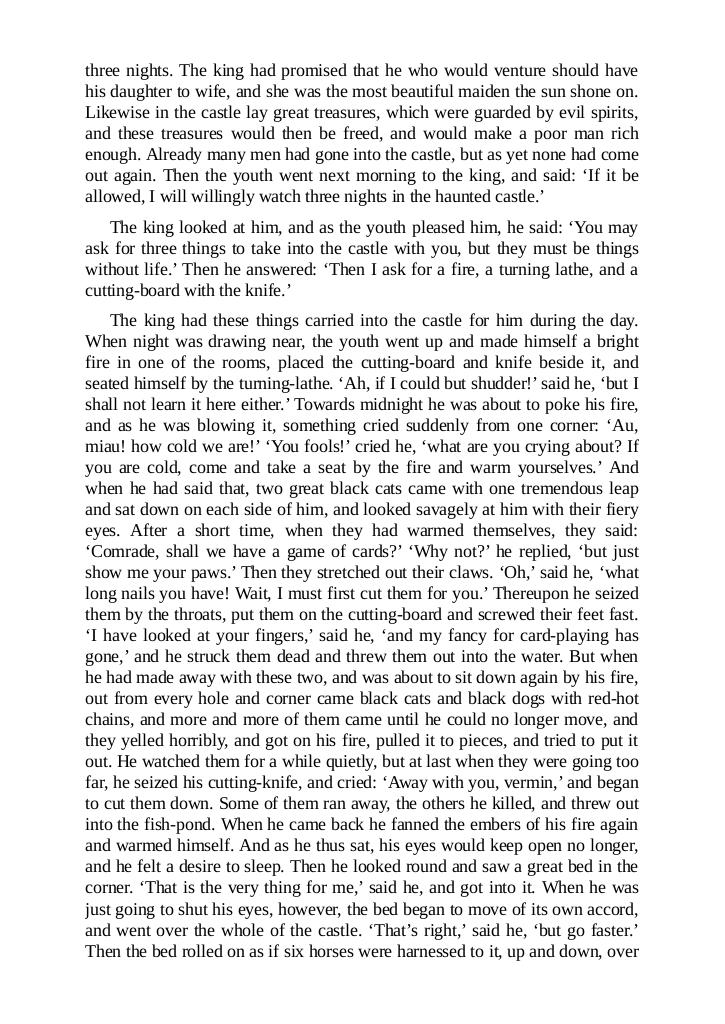 three nights. The king had promised that he who would venture should have
his daughter to wife, and she was the most beautiful maiden the sun shone on.
Likewise in the castle lay great treasures, which were guarded by evil spirits,
and these treasures would then be freed, and would make a poor man rich
enough. Already many men had gone into the castle, but as yet none had come
out again. Then the youth went next morning to the king, and said: ‘If it be
allowed, I will willingly watch three nights in the haunted castle.’
The king looked at him, and as the youth pleased him, he said: ‘You may
ask for three things to take into the castle with you, but they must be things
without life.’ Then he answered: ‘Then I ask for a fire, a turning lathe, and a
cutting-board with the knife.’
The king had these things carried into the castle for him during the day.
When night was drawing near, the youth went up and made himself a bright
fire in one of the rooms, placed the cutting-board and knife beside it, and
seated himself by the turning-lathe. ‘Ah, if I could but shudder!’ said he, ‘but I
shall not learn it here either.’ Towards midnight he was about to poke his fire,
and as he was blowing it, something cried suddenly from one corner: ‘Au,
miau! how cold we are!’ ‘You fools!’ cried he, ‘what are you crying about? If
you are cold, come and take a seat by the fire and warm yourselves.’ And
when he had said that, two great black cats came with one tremendous leap
and sat down on each side of him, and looked savagely at him with their fiery
eyes. After a short time, when they had warmed themselves, they said:
‘Comrade, shall we have a game of cards?’ ‘Why not?’ he replied, ‘but just
show me your paws.’ Then they stretched out their claws. ‘Oh,’ said he, ‘what
long nails you have! Wait, I must first cut them for you.’ Thereupon he seized
them by the throats, put them on the cutting-board and screwed their feet fast.
‘I have looked at your fingers,’ said he, ‘and my fancy for card-playing has
gone,’ and he struck them dead and threw them out into the water. But when
he had made away with these two, and was about to sit down again by his fire,
out from every hole and corner came black cats and black dogs with red-hot
chains, and more and more of them came until he could no longer move, and
they yelled horribly, and got on his fire, pulled it to pieces, and tried to put it
out. He watched them for a while quietly, but at last when they were going too
far, he seized his cutting-knife, and cried: ‘Away with you, vermin,’ and began
to cut them down. Some of them ran away, the others he killed, and threw out
into the fish-pond. When he came back he fanned the embers of his fire again
and warmed himself. And as he thus sat, his eyes would keep open no longer,
and he felt a desire to sleep. Then he looked round and saw a great bed in the
corner. ‘That is the very thing for me,’ said he, and got into it. When he was
just going to shut his eyes, however, the bed began to move of its own accord,
and went over the whole of the castle. ‘That’s right,’ said he, ‘but go faster.’
Then the bed rolled on as if six horses were harnessed to it, up and down, over